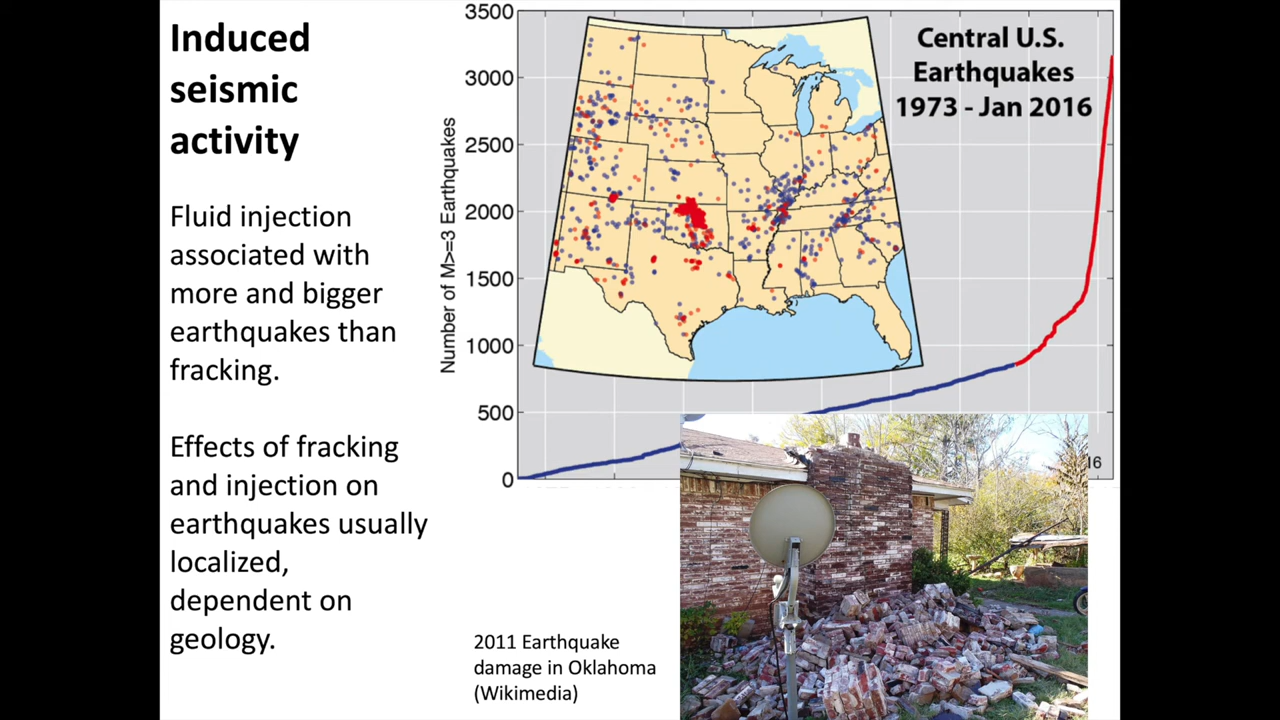 Induced
seismic
activity
Fluid injection
associated with
more and bigger
earthquakes than
fracking.
Effects of fracking
and injection on
earthquakes usually
localized,
dependent on
geology.
Number of M>=3 Earthquakes
3500
3000
2500
2000
1500
1000
500
0
Central U.S.
Earthquakes
1973 - Jan 2016
16
2011 Earthquake
damage in Oklahoma
(Wikimedia)